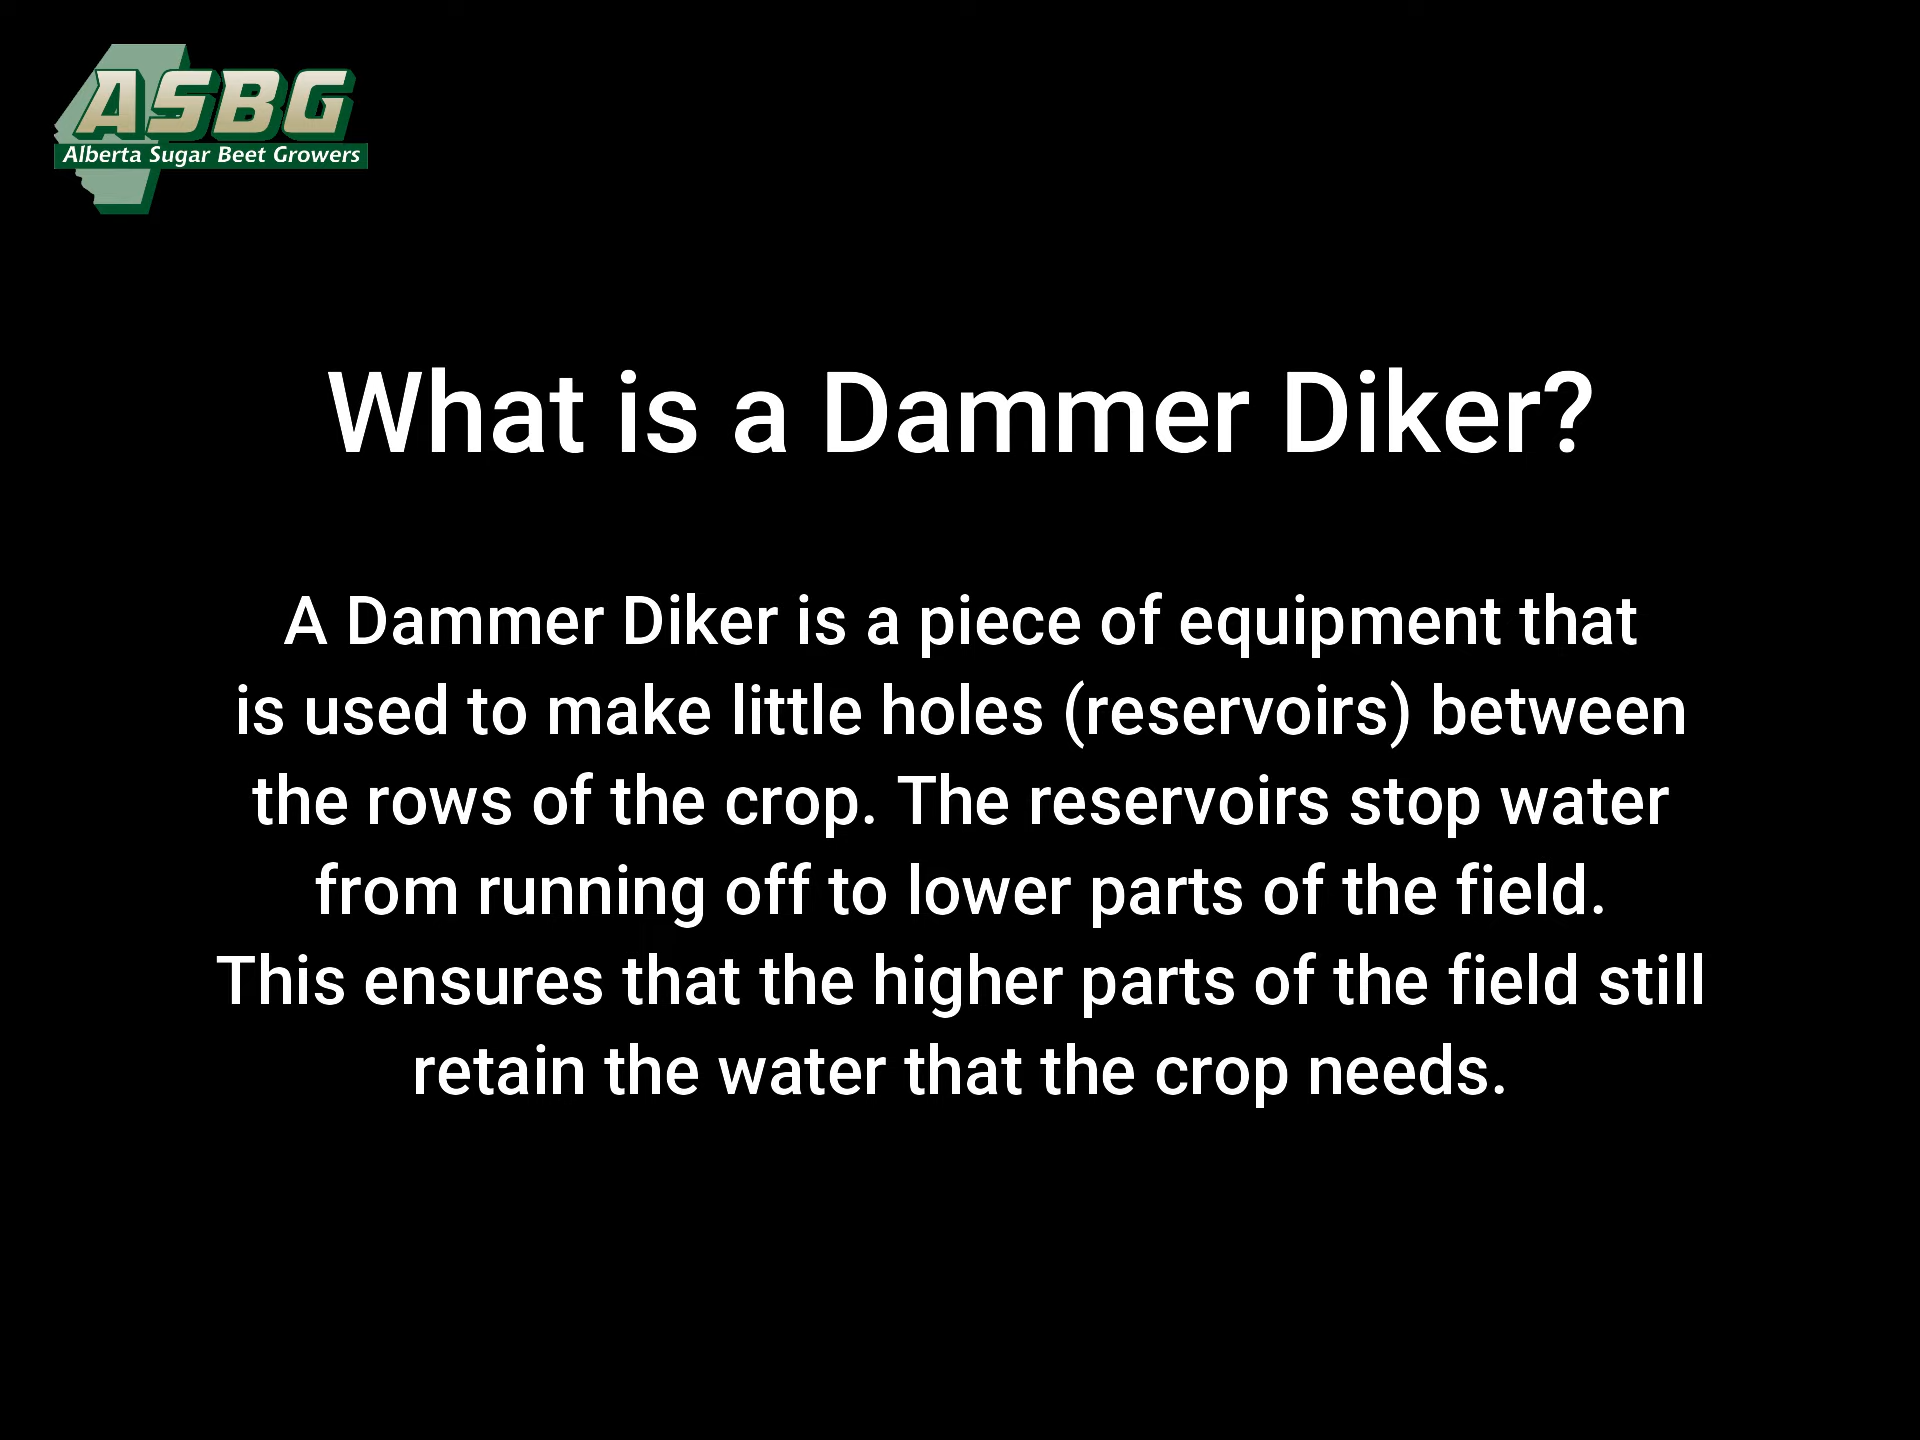 ASBG
Alberta Sugar Beet Growers
What is a Dammer Diker?
A Dammer Diker is a piece of equipment that
is used to make little holes (reservoirs) between
the rows of the crop. The reservoirs stop water
from running off to lower parts of the field.
This ensures that the higher parts of the field still
retain the water that the crop needs.